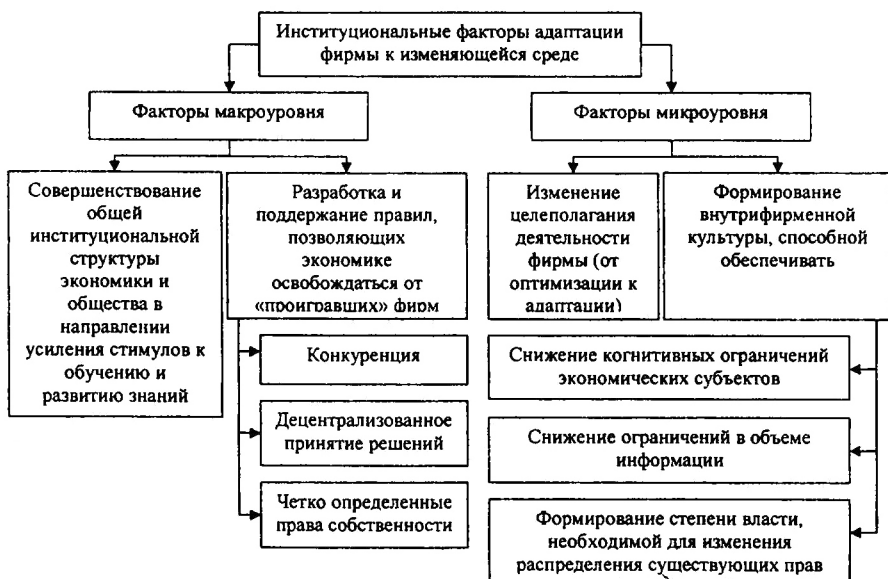 Институциональные факторы адаптации
фирмы к изменяющейся среде
Факторы макроуровня
Факторы микроуровня
Совершенствование
общей
институциональной
структуры
экономики и
общества в
направлении
усиления стимулов к
обучению и
развитию знаний
Разработка и
поддержание правил,
позволяющих
экономике
освобождаться от
«проигравших» фирм
Изменение
целеполагания
деятельности
фирмы (от
оптимизации к
адаптации)
Формирование
внутрифирменной
культуры, способной
обеспечивать
Конкуренция
Децентрализованное
принятие решений
Четко определенные
права собственности
Снижение когнитивных ограничений
экономических субъектов
Снижение ограничений в объеме
информации
Формирование степени власти,
необходимой для изменения
распределения существующих прав